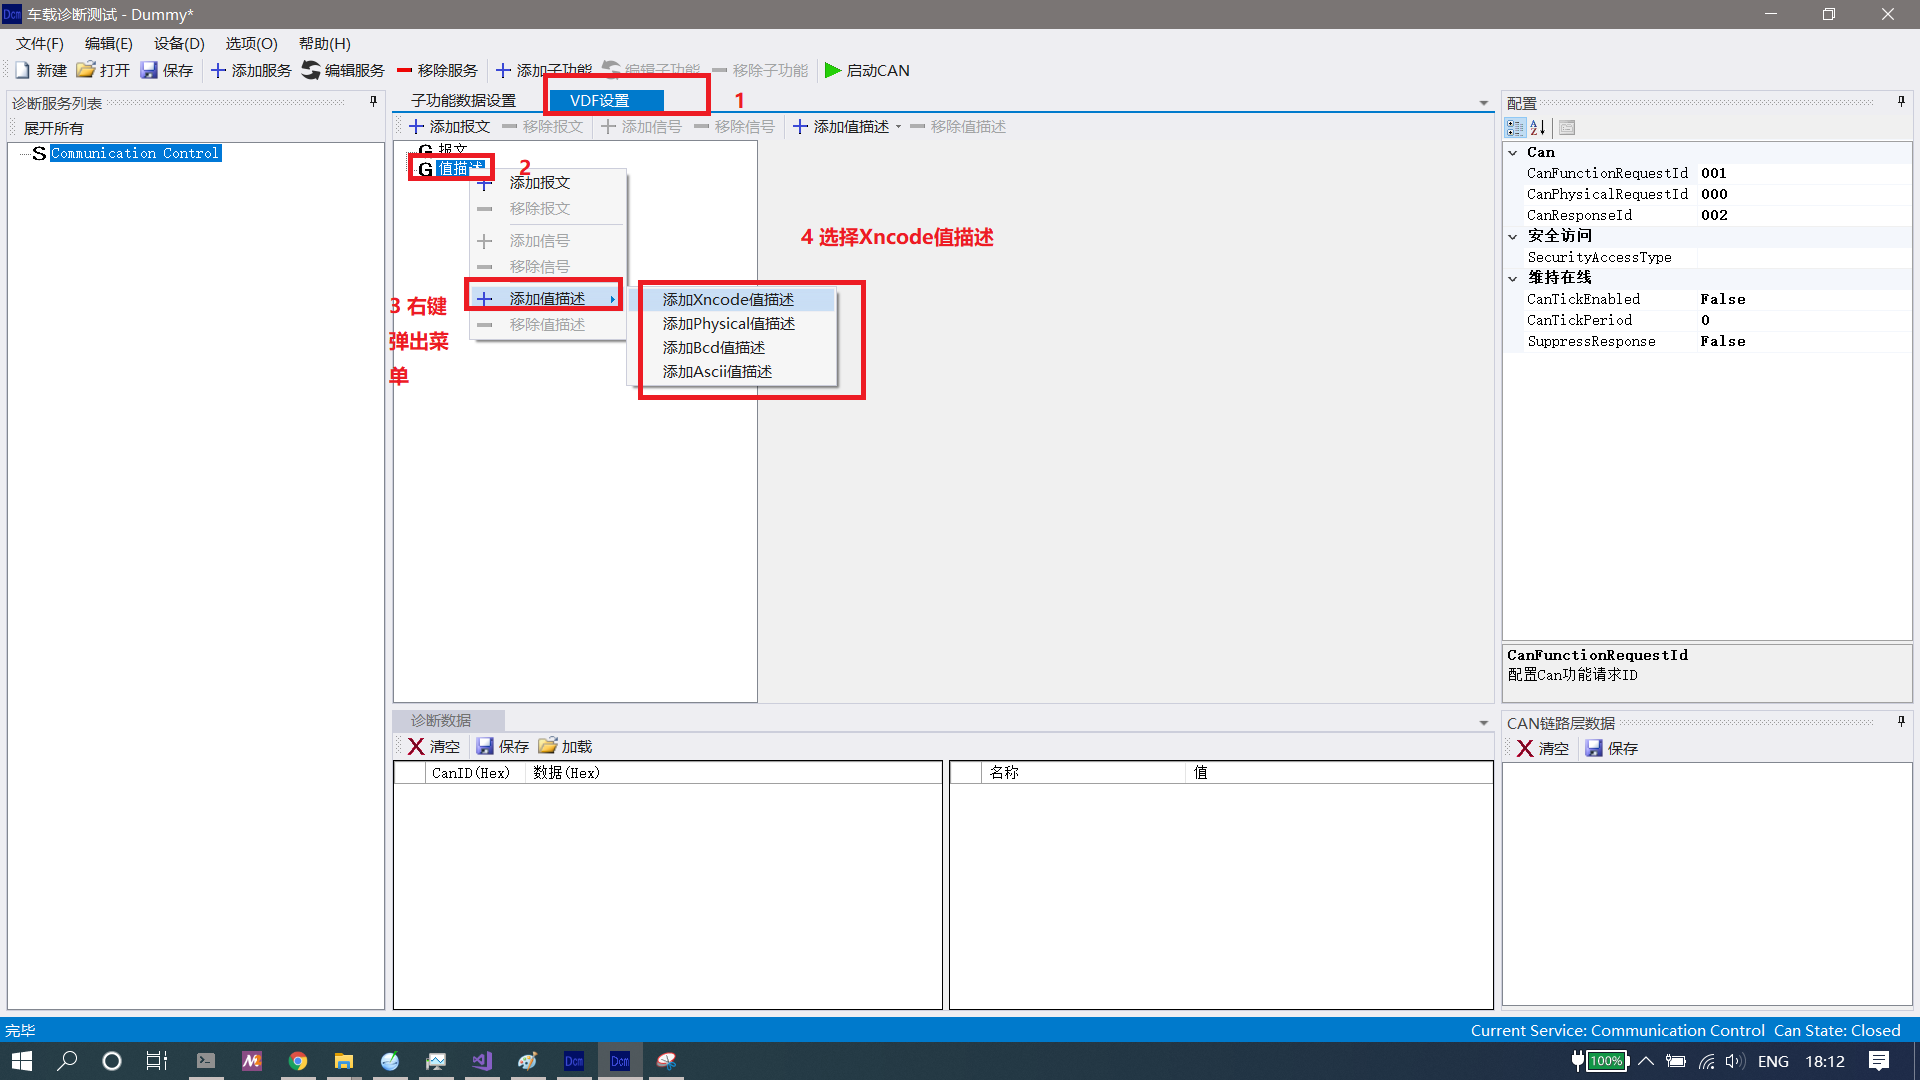 Dcm 车载诊断测试 - Dummy*
文件(F) 编辑(E) 设备(D) 选项(O) 帮助(H)
新建 打开 保存 添加服务 编辑服务 移除服务 添加子功能 编辑子功能 移除子功能 启动CAN
诊断服务列表
展开所有
S Communication Control
子功能数据设置 VDF设置 1
添加报文 移除报文 添加信号 移除信号 添加值描述 移除值描述
G 报文
G 值描述 2
添加报文
移除报文
添加信号
移除信号
添加值描述
移除值描述
3 右键
弹出菜
单
4 选择Xncode值描述
添加Xncode值描述
添加Physical值描述
添加Bcd值描述
添加Ascii值描述
配置
Can
CanFunctionRequestId 001
CanPhysicalRequestId 000
CanResponseId 002
安全访问
SecurityAccessType
维持在线
CanTickEnabled False
CanTickPeriod 0
SuppressResponse False
CanFunctionRequestId
配置Can功能请求ID
诊断数据
清空 保存 加载
CanID(Hex) 数据(Hex)
名称 值
CAN链路层数据
清空 保存
完毕
Current Service: Communication Control Can State: Closed
Dcm Dcm
100% ENG 18:12